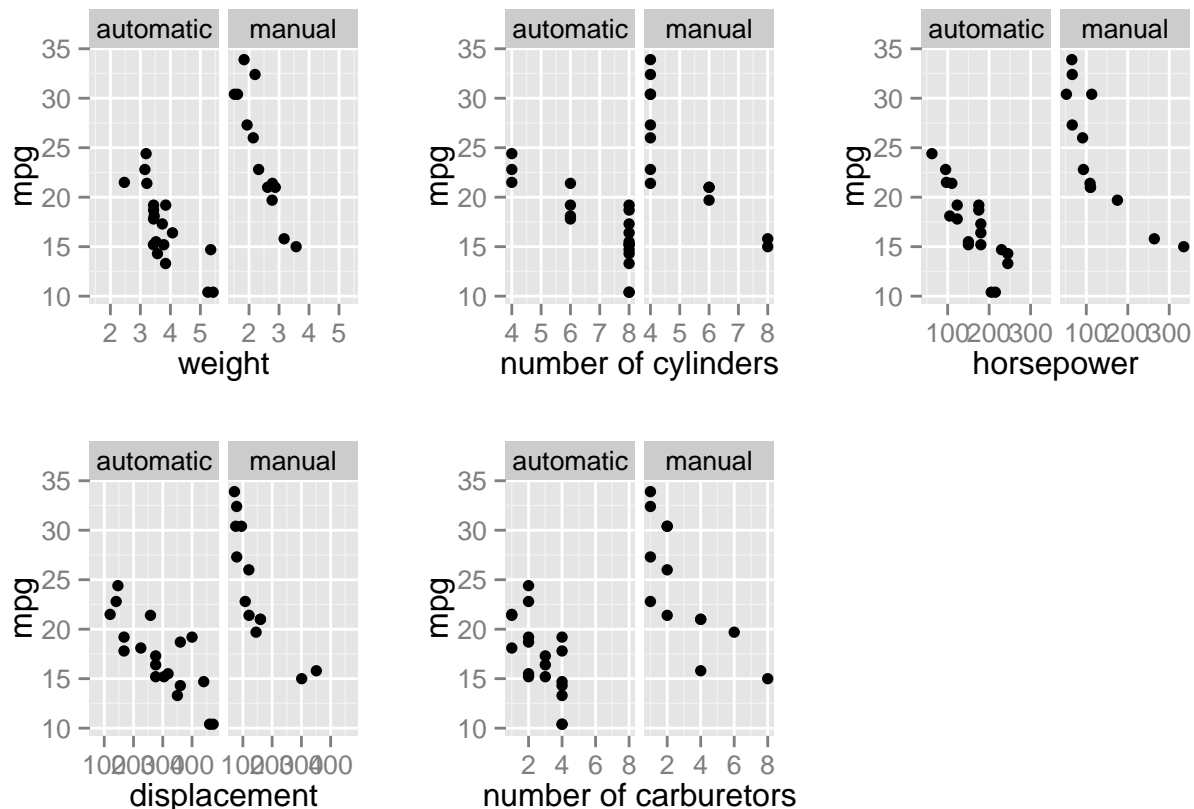 automatic manual
35
30
25
20
15
10
mpg
2 3 4 5 2 3 4 5
weight
automatic manual
35
30
25
20
15
10
mpg
4 5 6 7 8 4 5 6 7 8
number of cylinders
automatic manual
35
30
25
20
15
10
mpg
100 200 300 100 200 300
horsepower
automatic manual
35
30
25
20
15
10
mpg
100 200 300 400 100 200 300 400
displacement
automatic manual
35
30
25
20
15
10
mpg
2 4 6 8 2 4 6 8
number of carburetors